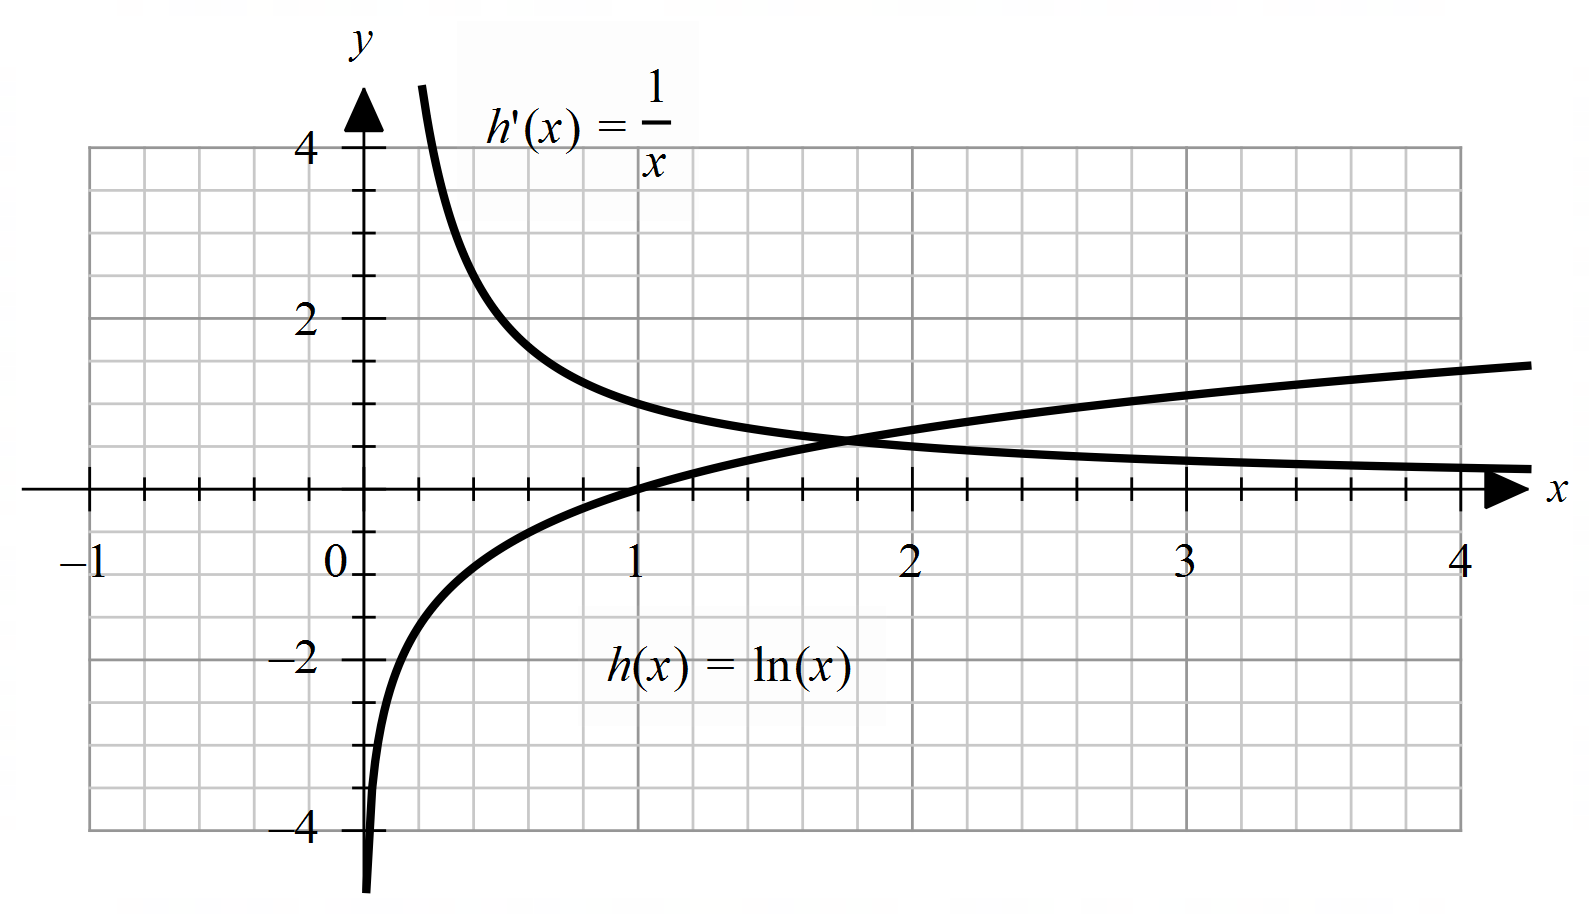 y
h'(x) = 1/x
4
2
x
–1 0 1 2 3 4
–2
h(x) = ln(x)
–4